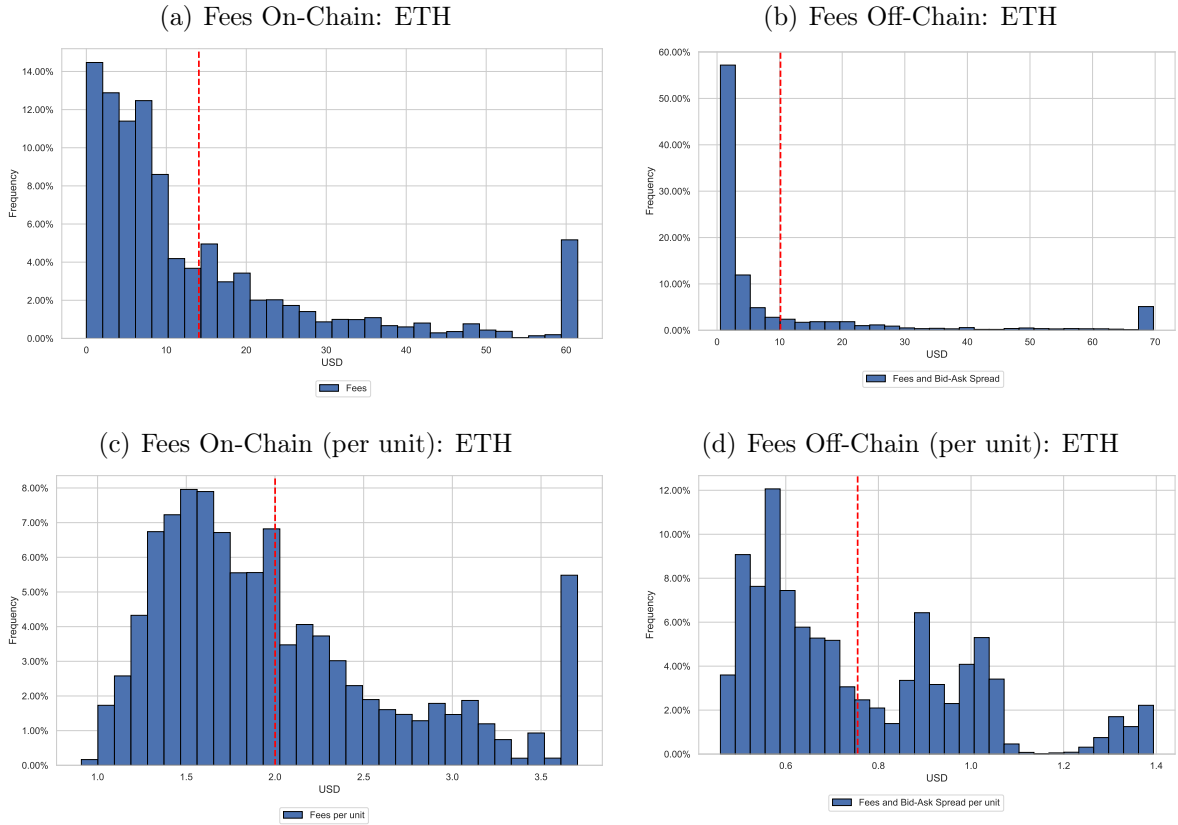 (a) Fees On-Chain: ETH
14.00%
12.00%
10.00%
8.00%
6.00%
4.00%
2.00%
0.00%
Frequency
0 10 20 30 40 50 60
USD
Fees
(b) Fees Off-Chain: ETH
60.00%
50.00%
40.00%
30.00%
20.00%
10.00%
0.00%
Frequency
0 10 20 30 40 50 60 70
USD
Fees and Bid-Ask Spread
(c) Fees On-Chain (per unit): ETH
8.00%
7.00%
6.00%
5.00%
4.00%
3.00%
2.00%
1.00%
0.00%
Frequency
1.0 1.5 2.0 2.5 3.0 3.5
USD
Fees per unit
(d) Fees Off-Chain (per unit): ETH
12.00%
10.00%
8.00%
6.00%
4.00%
2.00%
0.00%
Frequency
0.6 0.8 1.0 1.2 1.4
USD
Fees and Bid-Ask Spread per unit